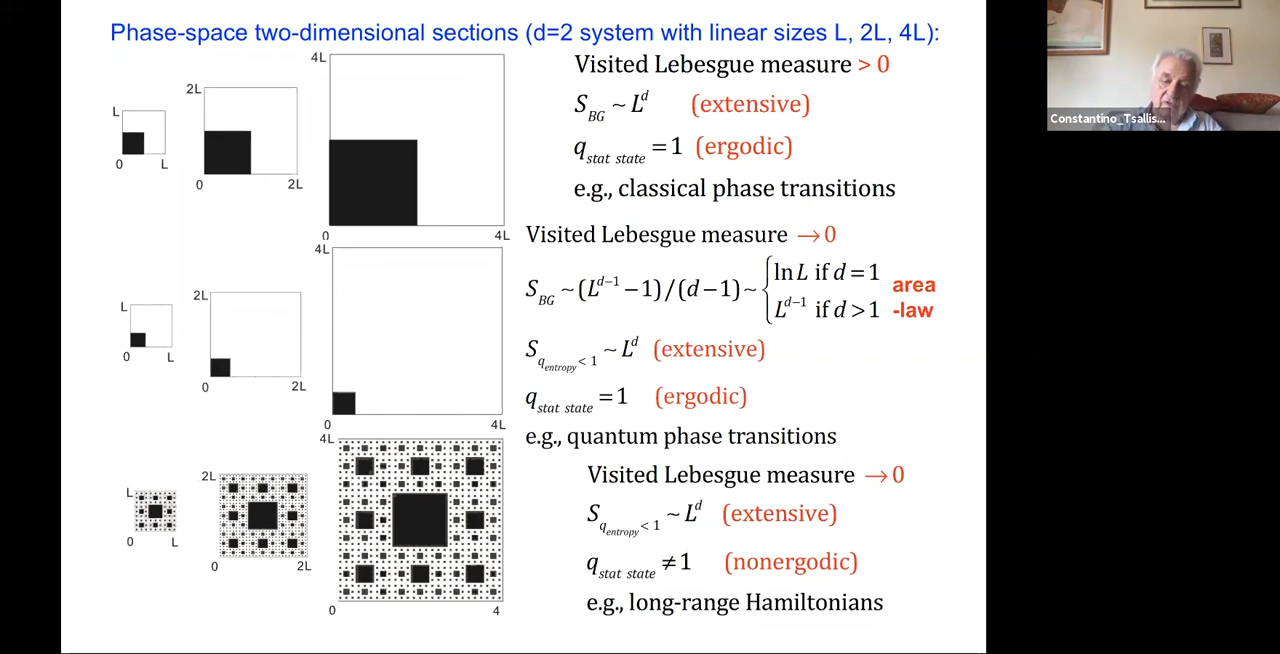 Phase-space two-dimensional sections (d=2 system with linear sizes L, 2L, 4L):
4L
2L
L
0 L
0 2L
0 4L
Visited Lebesgue measure > 0
S_BG ~ L^d (extensive)
q_stat state = 1 (ergodic)
e.g., classical phase transitions
4L
2L
L
0 L
0 2L
0 4L
Visited Lebesgue measure → 0
S_BG ~ (L^{d−1} − 1) / (d − 1) ~ { ln L if d = 1
L^{d−1} if d > 1
area
-law
S_{q_entropy < 1} ~ L^d (extensive)
q_stat state = 1 (ergodic)
e.g., quantum phase transitions
4L
2L
L
0 L
0 2L
0 4
Visited Lebesgue measure → 0
S_{q_entropy < 1} ~ L^d (extensive)
q_stat state ≠ 1 (nonergodic)
e.g., long-range Hamiltonians
Constantino_Tsallis...